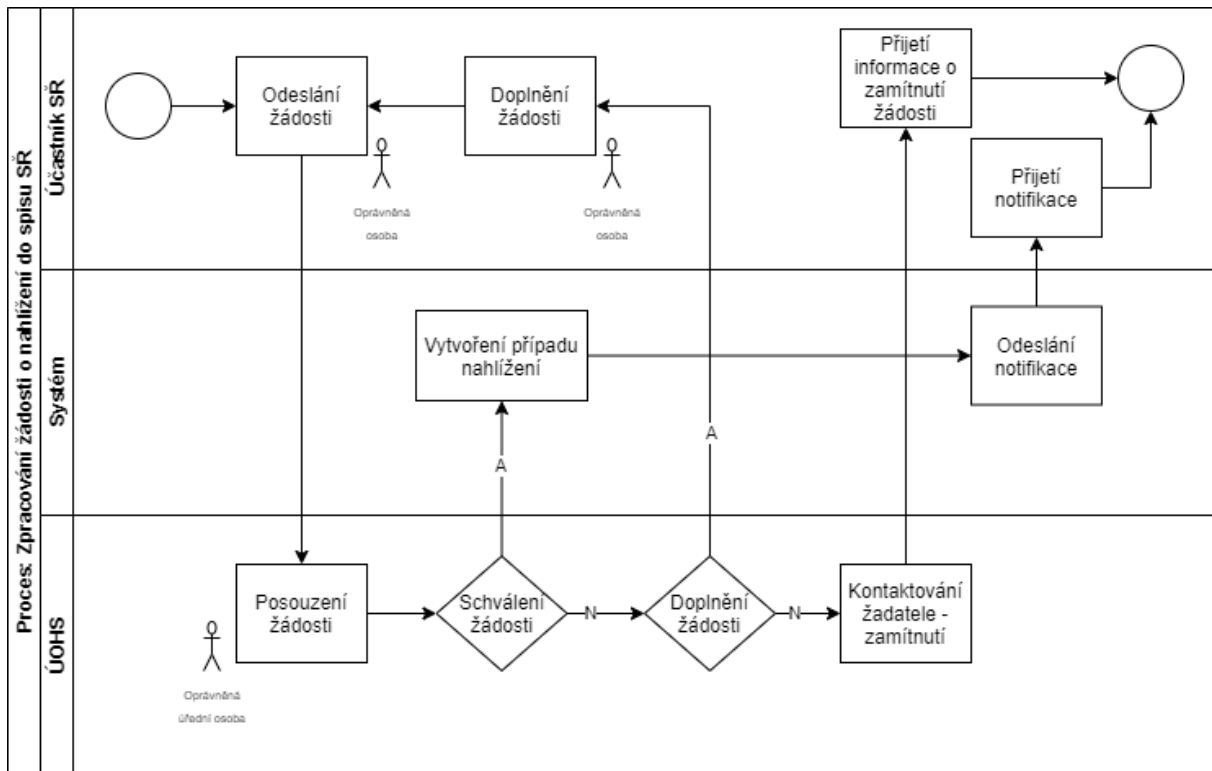 Proces: Zpracování žádosti o nahlížení do spisu SŘ
Účastník SŘ
Odeslání
žádosti
Oprávněná
osoba
Doplnění
žádosti
Oprávněná
osoba
Přijetí
informace o
zamítnutí
žádosti
Přijetí
notifikace
Systém
Vytvoření případu
nahlížení
Odeslání
notifikace
A
A
ÚOHS
Posouzení
žádosti
Oprávněná
úřední osoba
Schválení
žádosti
N
Doplnění
žádosti
N
Kontaktování
žadatele -
zamítnutí